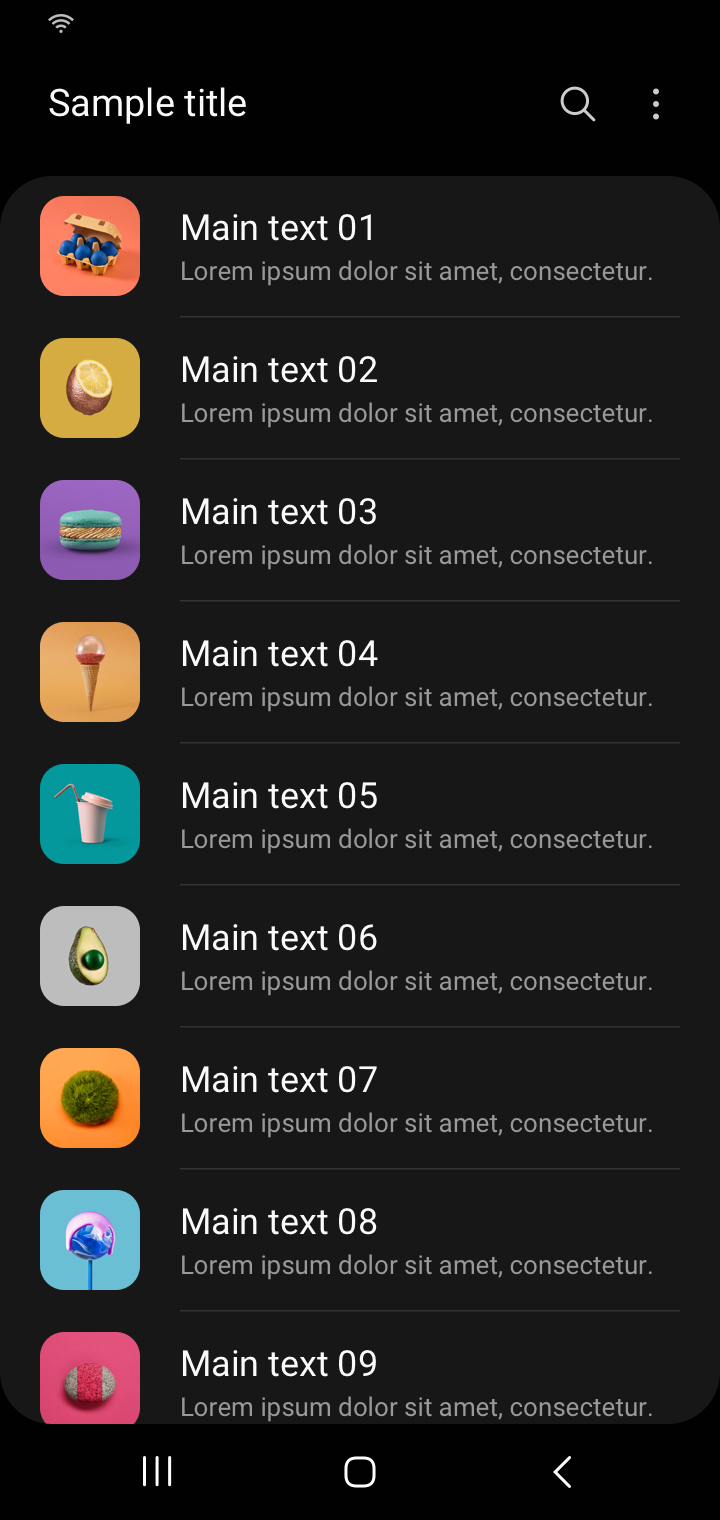 Sample title
Main text 01
Lorem ipsum dolor sit amet, consectetur.
Main text 02
Lorem ipsum dolor sit amet, consectetur.
Main text 03
Lorem ipsum dolor sit amet, consectetur.
Main text 04
Lorem ipsum dolor sit amet, consectetur.
Main text 05
Lorem ipsum dolor sit amet, consectetur.
Main text 06
Lorem ipsum dolor sit amet, consectetur.
Main text 07
Lorem ipsum dolor sit amet, consectetur.
Main text 08
Lorem ipsum dolor sit amet, consectetur.
Main text 09
Lorem ipsum dolor sit amet, consectetur.